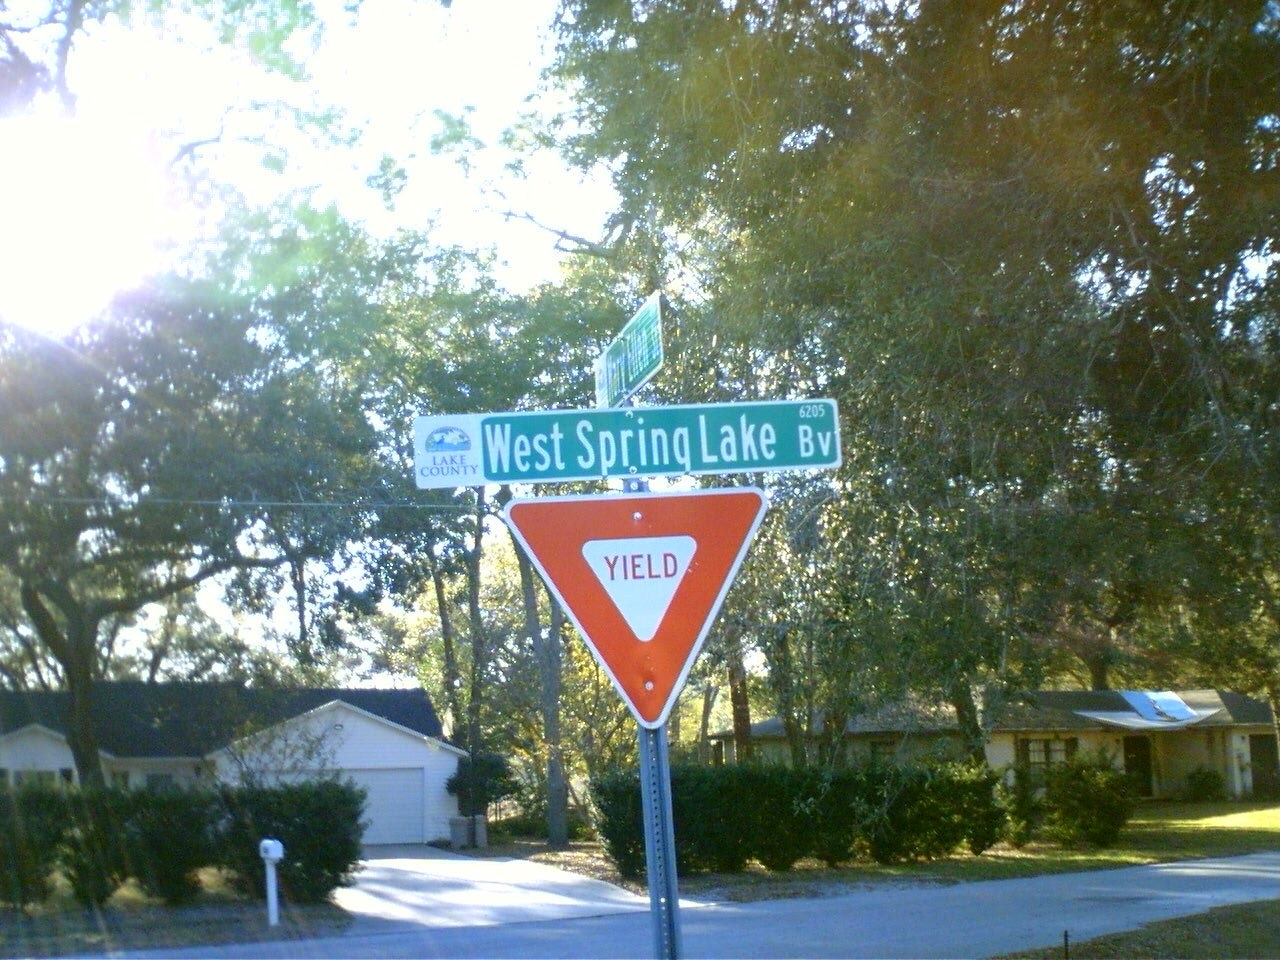 LAKE
COUNTY
West Spring Lake Bv
6205
YIELD